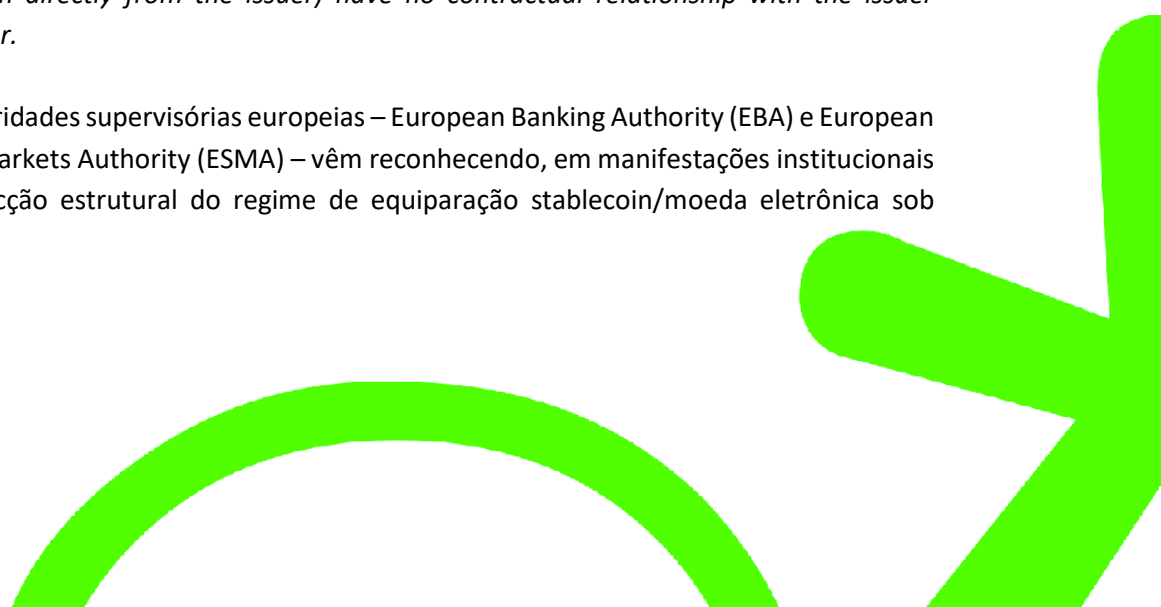 directly from the issuer) have no contractual relationship with the issuer
r.
ridades supervisórias europeias – European Banking Authority (EBA) e European
arkets Authority (ESMA) – vêm reconhecendo, em manifestações institucionais
cção estrutural do regime de equiparação stablecoin/moeda eletrônica sob